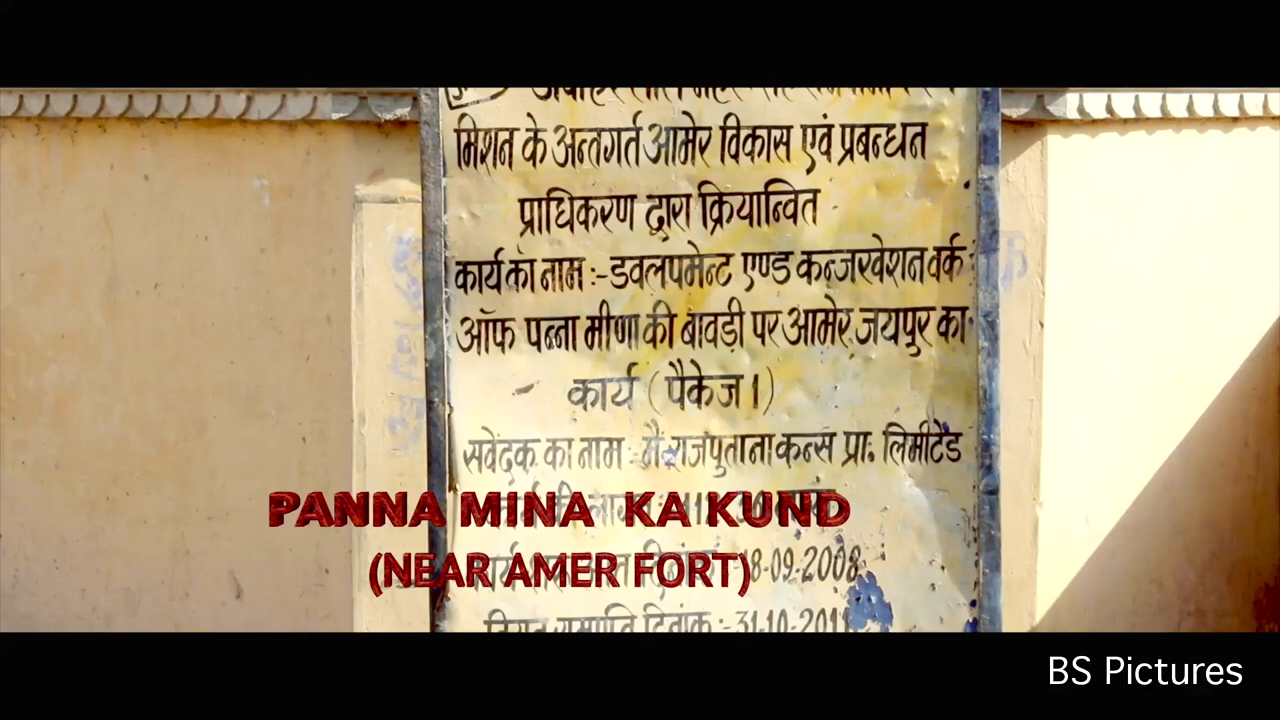 मिशन के अन्तगर्त आमेर विकास एवं प्रबन्धन
प्राधिकरण द्वारा क्रियान्वित
कार्य का नाम :- डवलपमेन्ट एण्ड कन्जरवेशन वर्क
ऑफ पन्ना मीणा की बावड़ी पर आमेर, जयपुर का
कार्य (पैकेज 1)
सवेदक का नाम :- मै. राजपुताना कन्स प्रा. लिमीटेड
PANNA MINA KA KUND
(NEAR AMER FORT)
18-09-2008
दिनांक :- 31-10-2011
BS Pictures